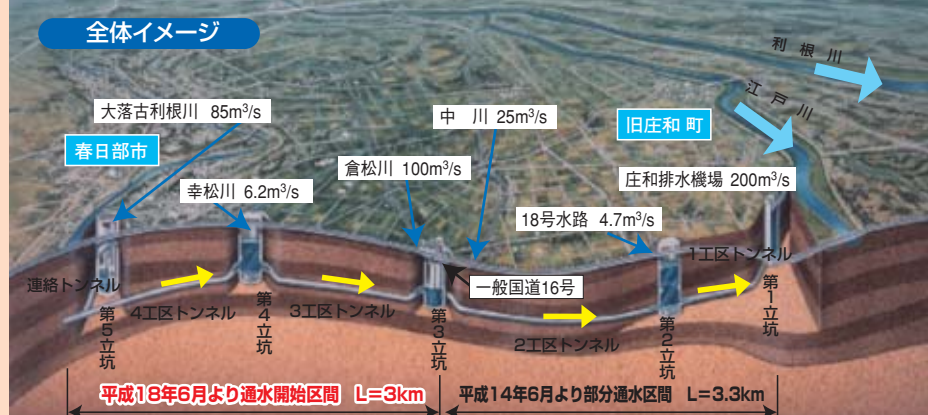 全体イメージ
利根川
江戸川
大落古利根川 85m³/s
中 川 25m³/s
旧庄和 町
春日部市
倉松川 100m³/s
庄和排水機場 200m³/s
幸松川 6.2m³/s
18号水路 4.7m³/s
1工区トンネル
連絡トンネル
一般国道16号
4工区トンネル
3工区トンネル
2工区トンネル
第5立坑
第4立坑
第3立坑
第2立坑
第1立坑
平成18年6月より通水開始区間 L=3km
平成14年6月より部分通水区間 L=3.3km